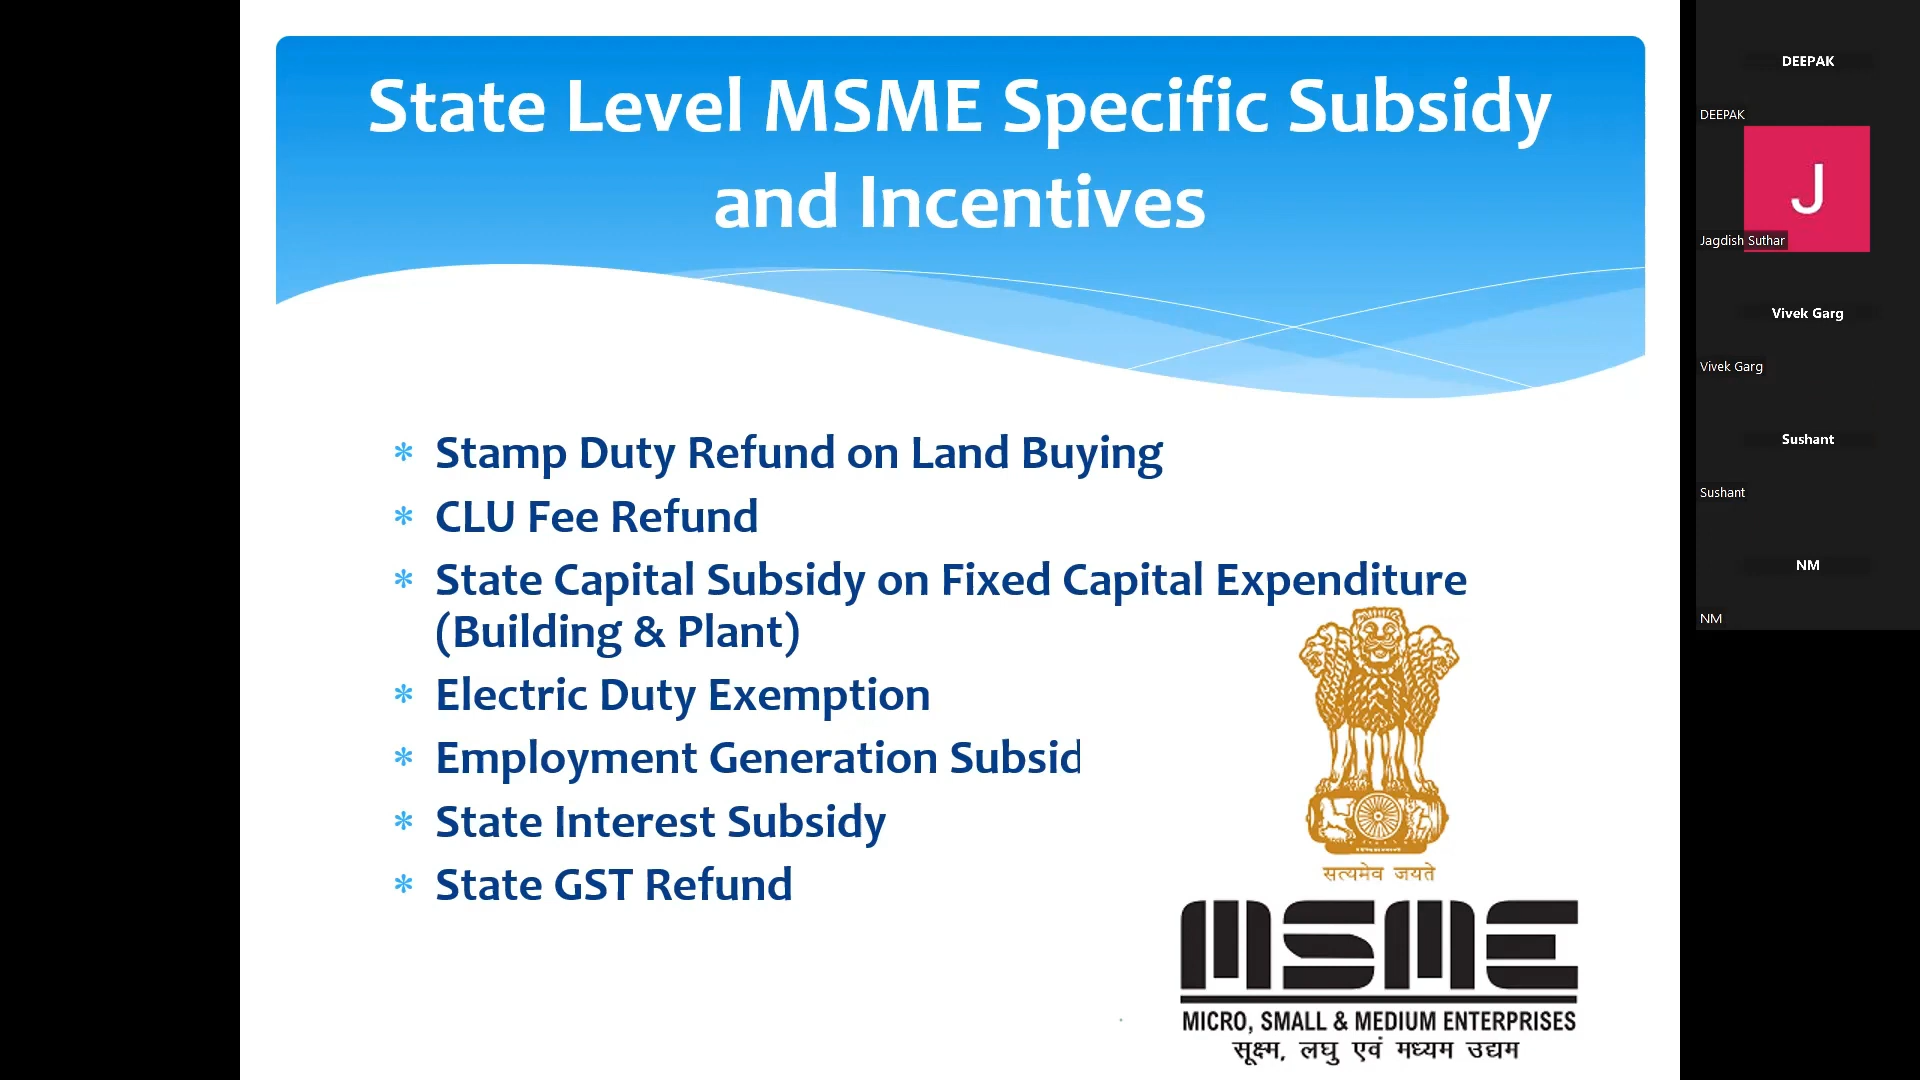 State Level MSME Specific Subsidy
and Incentives
* Stamp Duty Refund on Land Buying
* CLU Fee Refund
* State Capital Subsidy on Fixed Capital Expenditure
(Building & Plant)
* Electric Duty Exemption
* Employment Generation Subsid
* State Interest Subsidy
* State GST Refund
सत्यमेव जयते
MSME
MICRO, SMALL & MEDIUM ENTERPRISES
सूक्ष्म, लघु एवं मध्यम उद्यम
DEEPAK
DEEPAK
J
Jagdish Suthar
Vivek Garg
Vivek Garg
Sushant
Sushant
NM
NM